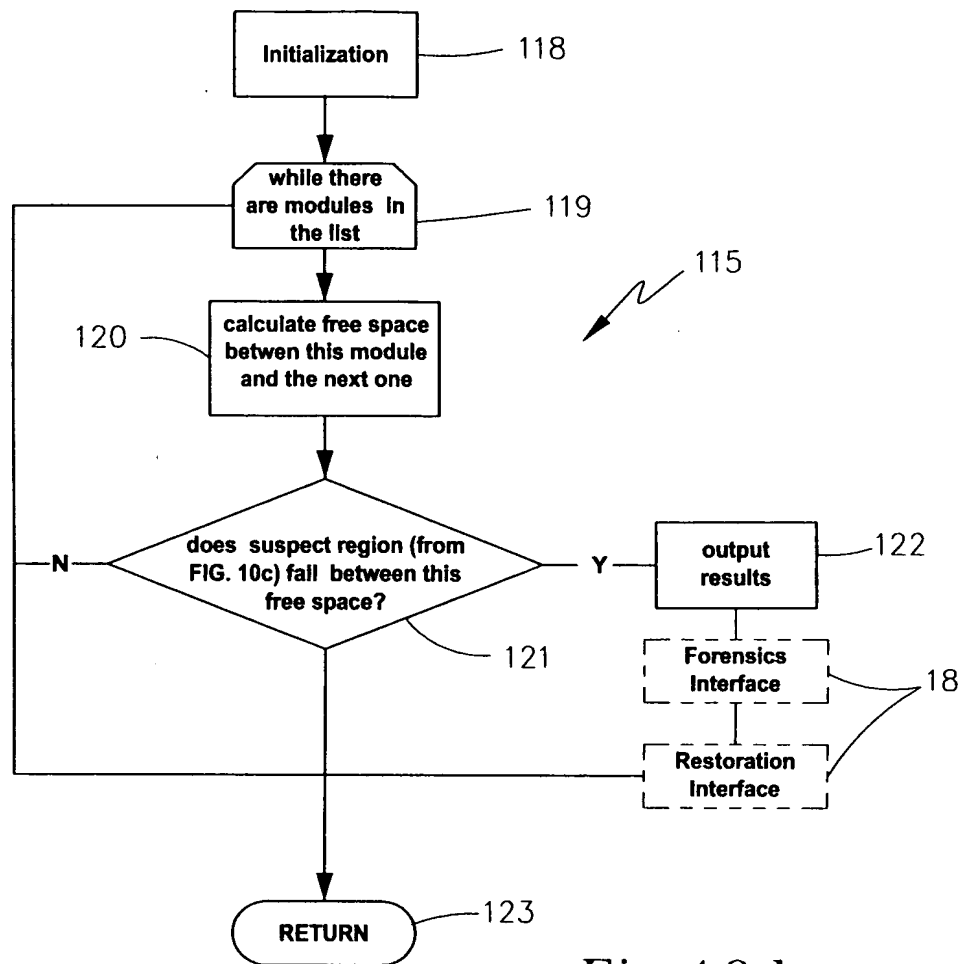 Initialization
118
while there
are modules in
the list
119
115
120
calculate free space
betwen this module
and the next one
does suspect region (from
FIG. 10c) fall between this
free space?
N
Y
121
output
results
122
Forensics
Interface
18
Restoration
Interface
RETURN
123